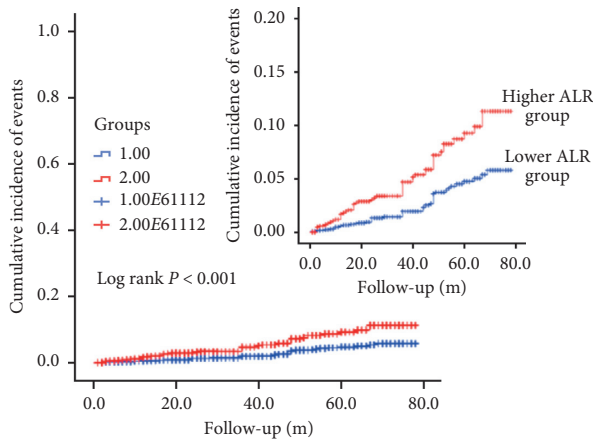 Cumulative incidence of events
1.0
0.8
0.6
0.4
0.2
0.0
Groups
1.00
2.00
1.00E61112
2.00E61112
Log rank P < 0.001
0.0
20.0
40.0
60.0
80.0
Follow-up (m)
Cumulative incidence of events
0.20
0.15
0.10
0.05
0.00
Higher ALR
group
Lower ALR
group
0.0
20.0
40.0
60.0
80.0
Follow-up (m)